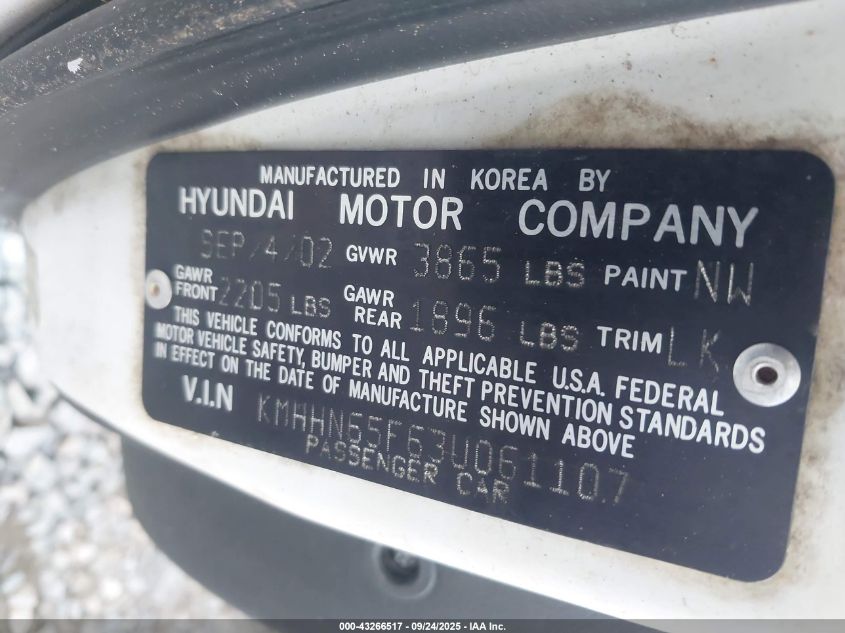 MANUFACTURED IN KOREA BY
HYUNDAI MOTOR COMPANY
SEP/4/02 GVWR 3865 LBS PAINT NW
GAWR FRONT 2205 LBS GAWR REAR 1896 LBS TRIM LK
THIS VEHICLE CONFORMS TO ALL APPLICABLE U.S.A. FEDERAL
MOTOR VEHICLE SAFETY, BUMPER AND THEFT PREVENTION STANDARDS
IN EFFECT ON THE DATE OF MANUFACTURE SHOWN ABOVE
V.I.N KMHHN65F63U061107
PASSENGER CAR
000-43266517 - 09/24/2025 - IAA Inc.